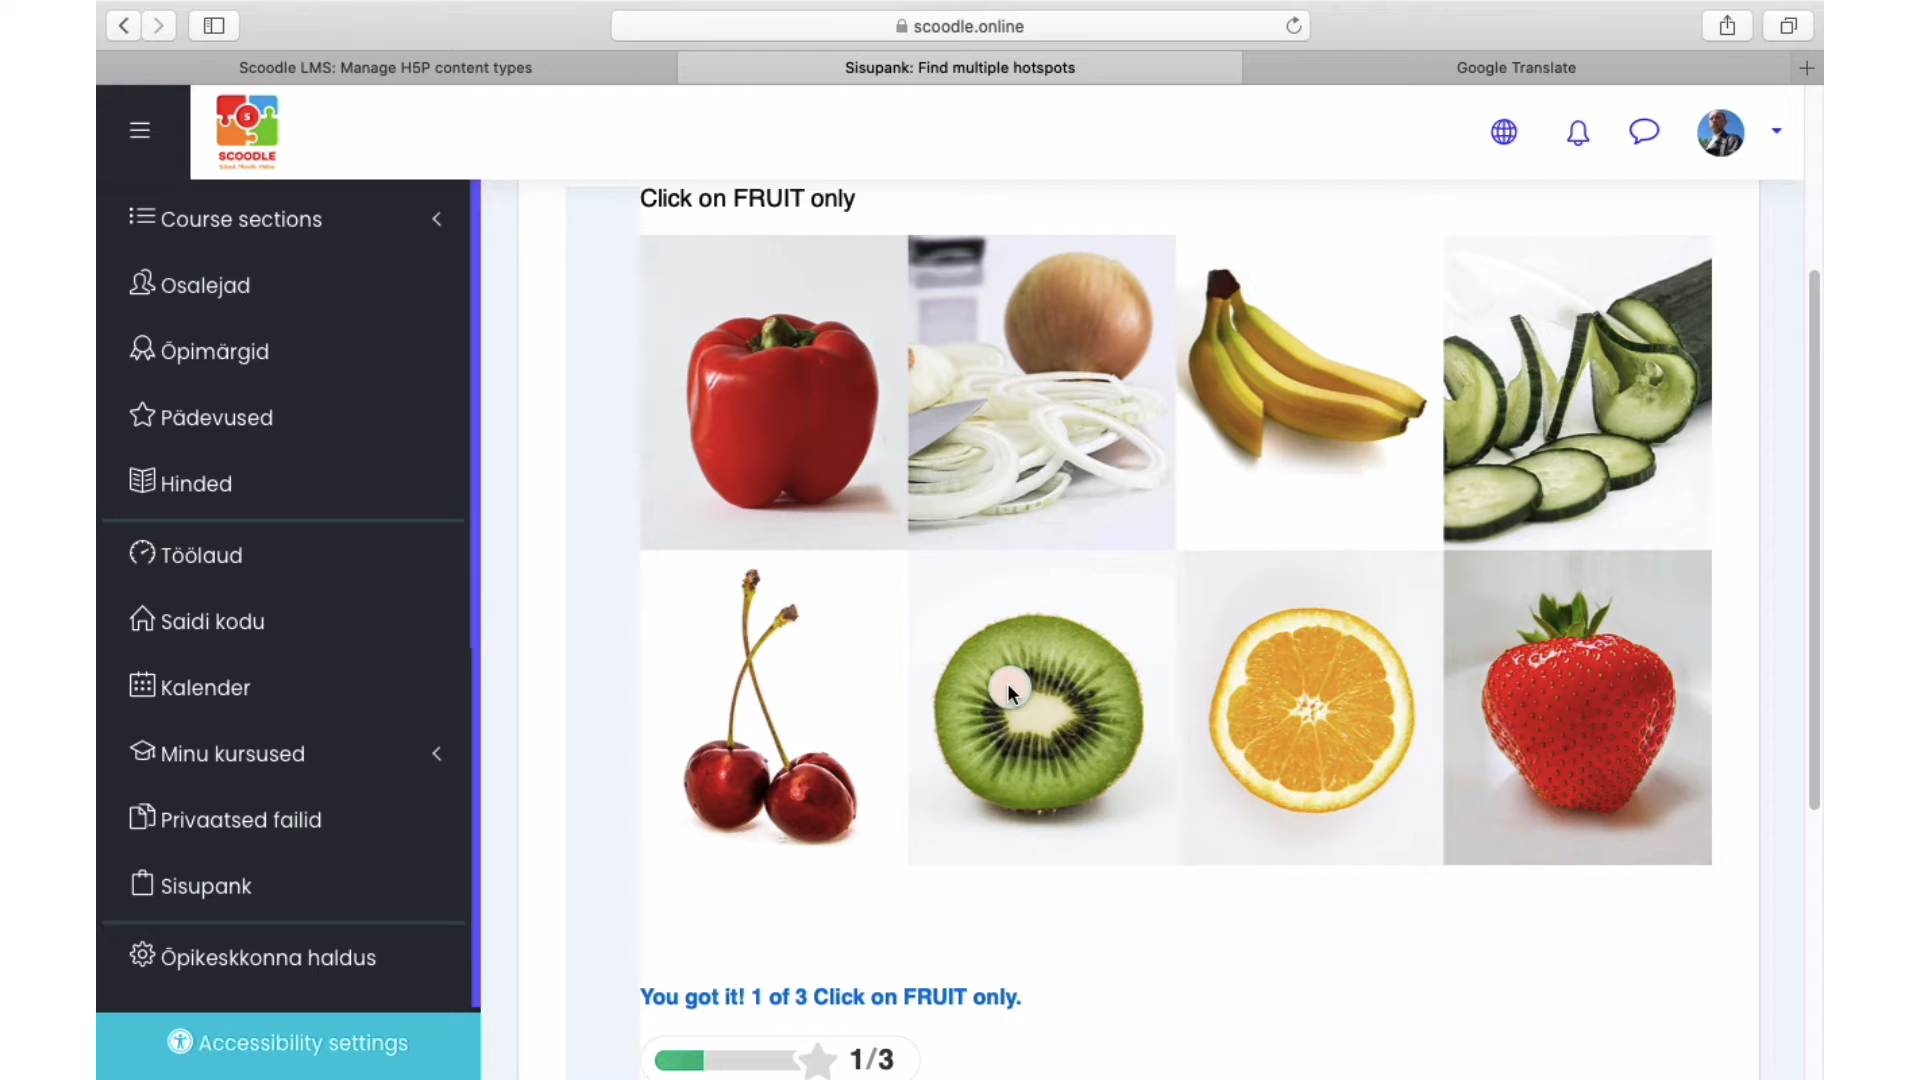 scoodle.online
Scoodle LMS: Manage H5P content types
Sisupank: Find multiple hotspots
Google Translate
S
SCOODLE
Click on FRUIT only
Course sections
Osalejad
Õpimärgid
Pädevused
Hinded
Töölaud
Saidi kodu
Kalender
Minu kursused
Privaatsed failid
Sisupank
Õpikeskkonna haldus
Accessibility settings
You got it! 1 of 3 Click on FRUIT only.
1/3